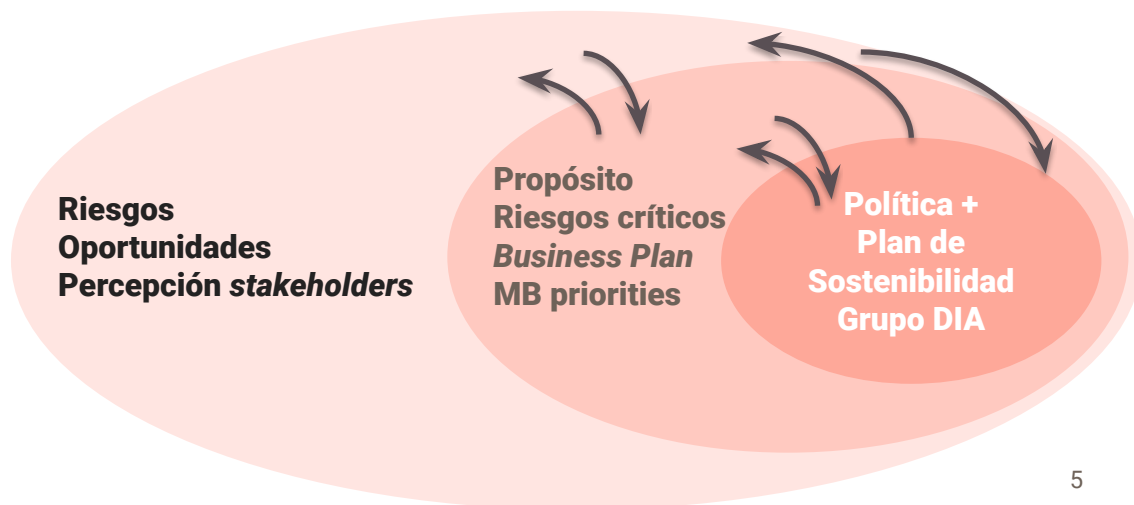 Riesgos
Oportunidades
Percepción stakeholders
Propósito
Riesgos críticos
Business Plan
MB priorities
Política +
Plan de
Sostenibilidad
Grupo DIA
5